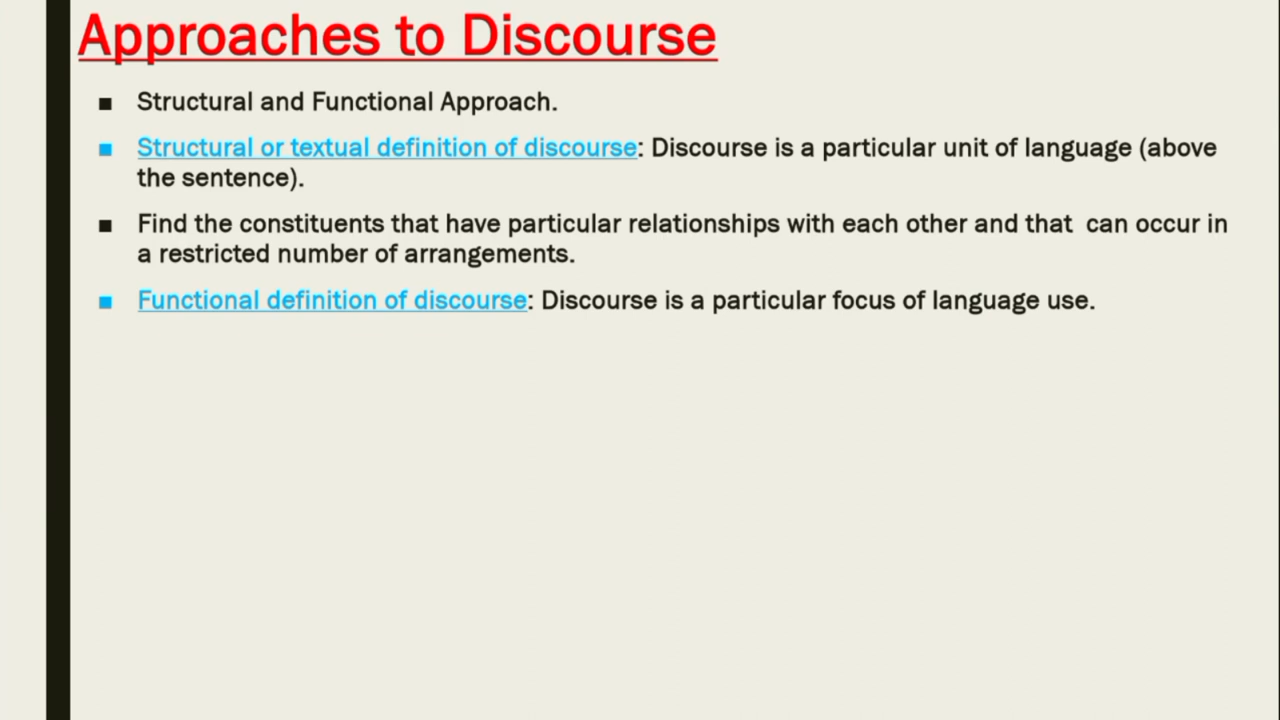 Approaches to Discourse
Structural and Functional Approach.
Structural or textual definition of discourse: Discourse is a particular unit of language (above
the sentence).
Find the constituents that have particular relationships with each other and that  can occur in
a restricted number of arrangements.
Functional definition of discourse: Discourse is a particular focus of language use.